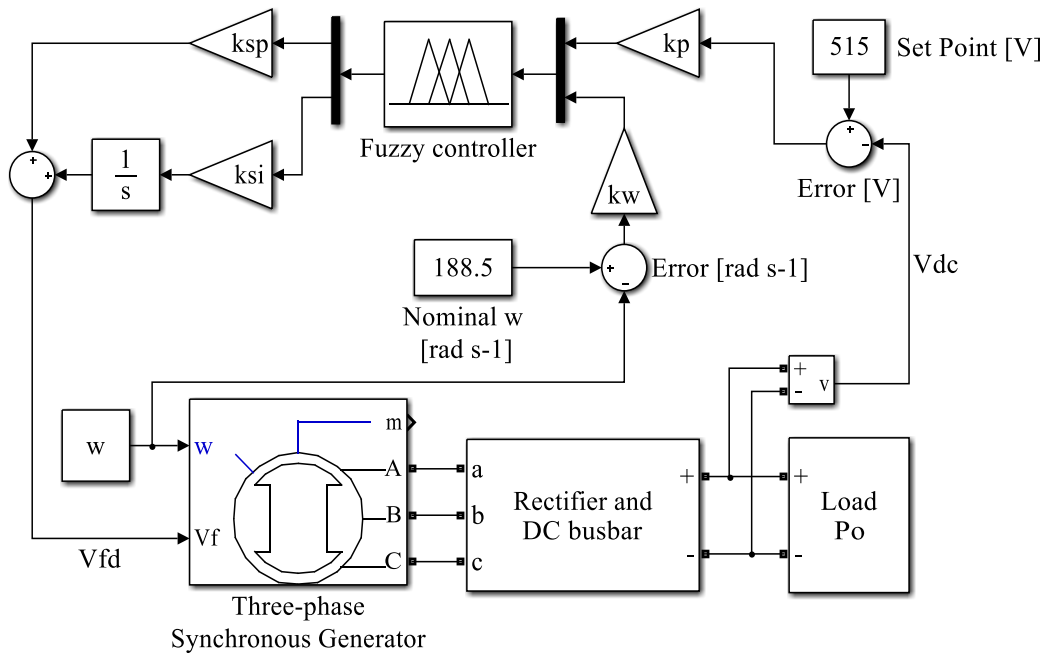 ksp
kp
515
Set Point [V]
+
-
Error [V]
Fuzzy controller
+
+
1
s
ksi
kw
188.5
+
-
Error [rad s-1]
Vdc
Nominal w
[rad s-1]
+
-
v
w
w
m
A
B
C
Vf
Vfd
a
b
c
Rectifier and
DC busbar
+
-
+
-
Load
Po
Three-phase
Synchronous Generator